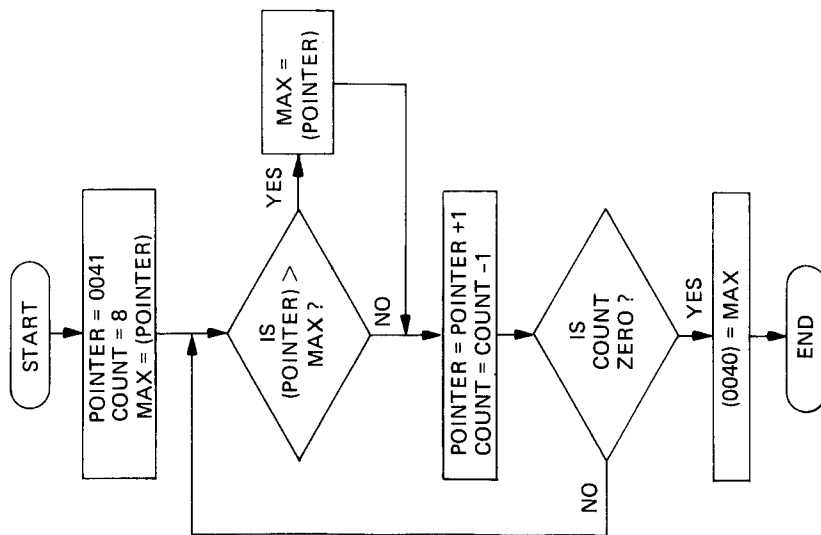 START
POINTER = 0041
COUNT = 8
MAX = (POINTER)
IS
(POINTER) >
MAX ?
YES
MAX =
(POINTER)
NO
POINTER = POINTER +1
COUNT = COUNT -1
IS
COUNT
ZERO ?
NO
YES
(0040) = MAX
END